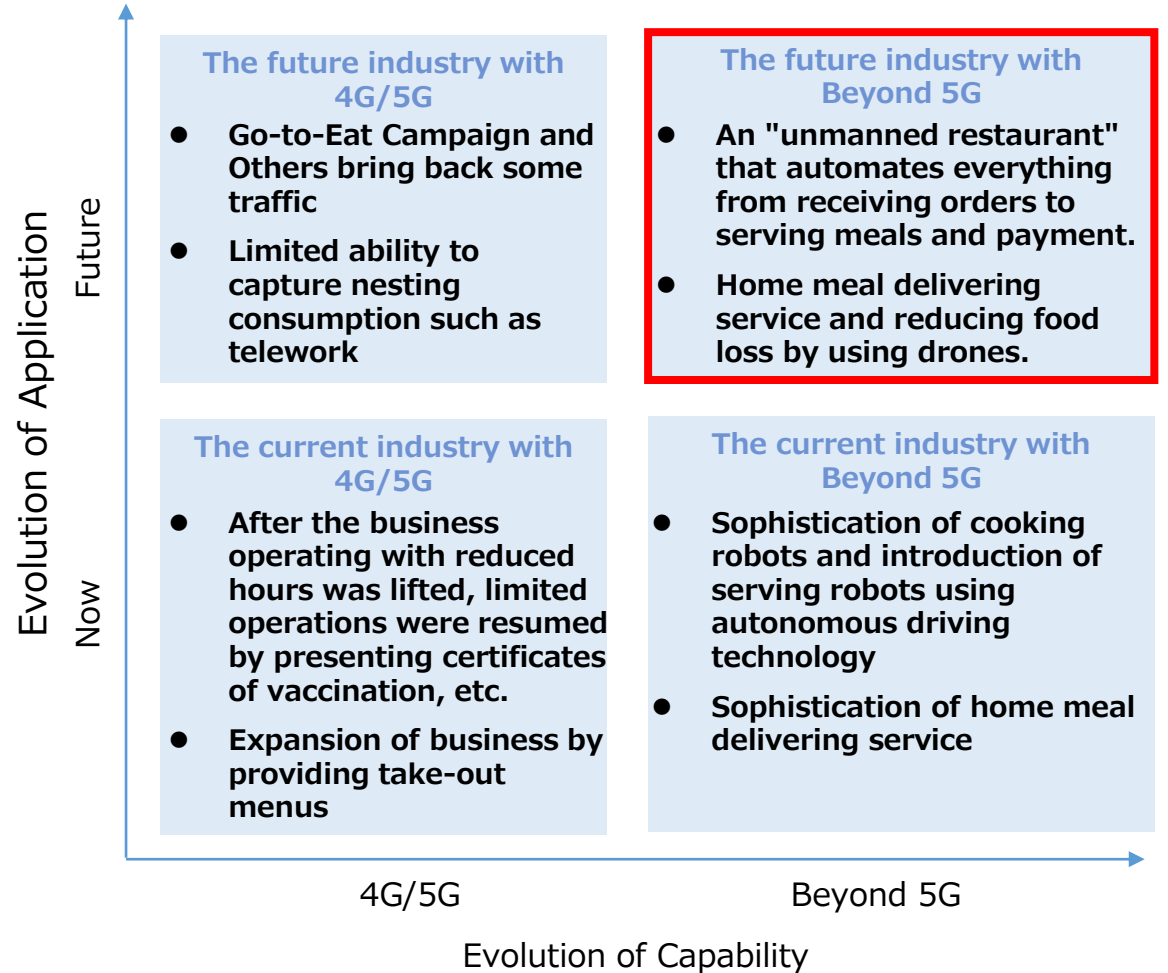 The future industry with
4G/5G
● Go-to-Eat Campaign and
Others bring back some
traffic
● Limited ability to
capture nesting
consumption such as
telework
The future industry with
Beyond 5G
● An "unmanned restaurant"
that automates everything
from receiving orders to
serving meals and payment.
● Home meal delivering
service and reducing food
loss by using drones.
The current industry with
4G/5G
● After the business
operating with reduced
hours was lifted, limited
operations were resumed
by presenting certificates
of vaccination, etc.
● Expansion of business by
providing take-out
menus
The current industry with
Beyond 5G
● Sophistication of cooking
robots and introduction of
serving robots using
autonomous driving
technology
● Sophistication of home meal
delivering service
Evolution of Application
Future
Now
4G/5G
Beyond 5G
Evolution of Capability